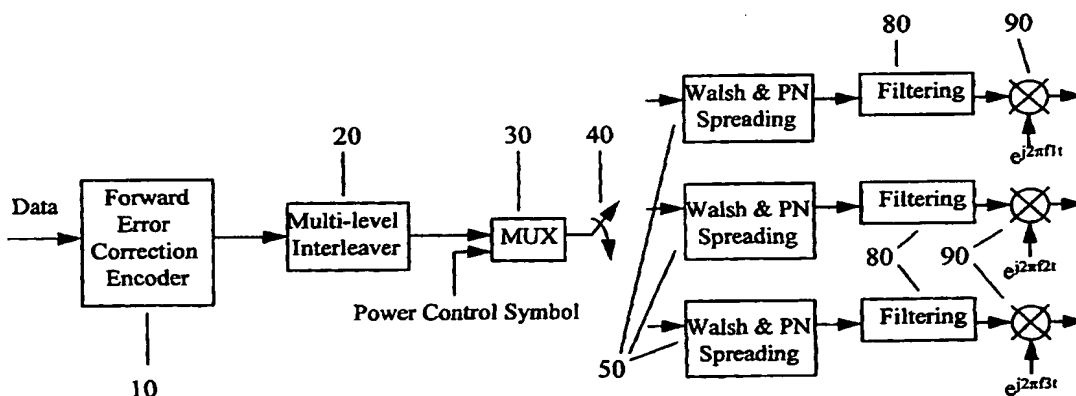 80
90
Walsh & PN
Spreading
Filtering
20
30
40
e^j2πf1t
Data
Forward
Error
Correction
Encoder
Multi-level
Interleaver
MUX
Walsh & PN
Spreading
Filtering
Power Control Symbol
80
90
e^j2πf2t
Walsh & PN
Spreading
Filtering
50
10
e^j2πf3t